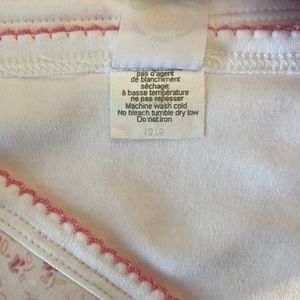 pas d'agent
de blanchiment
séchage:
à basse température
ne pas repasser
Machine wash cold
No bleach tumble dry low
Do not iron